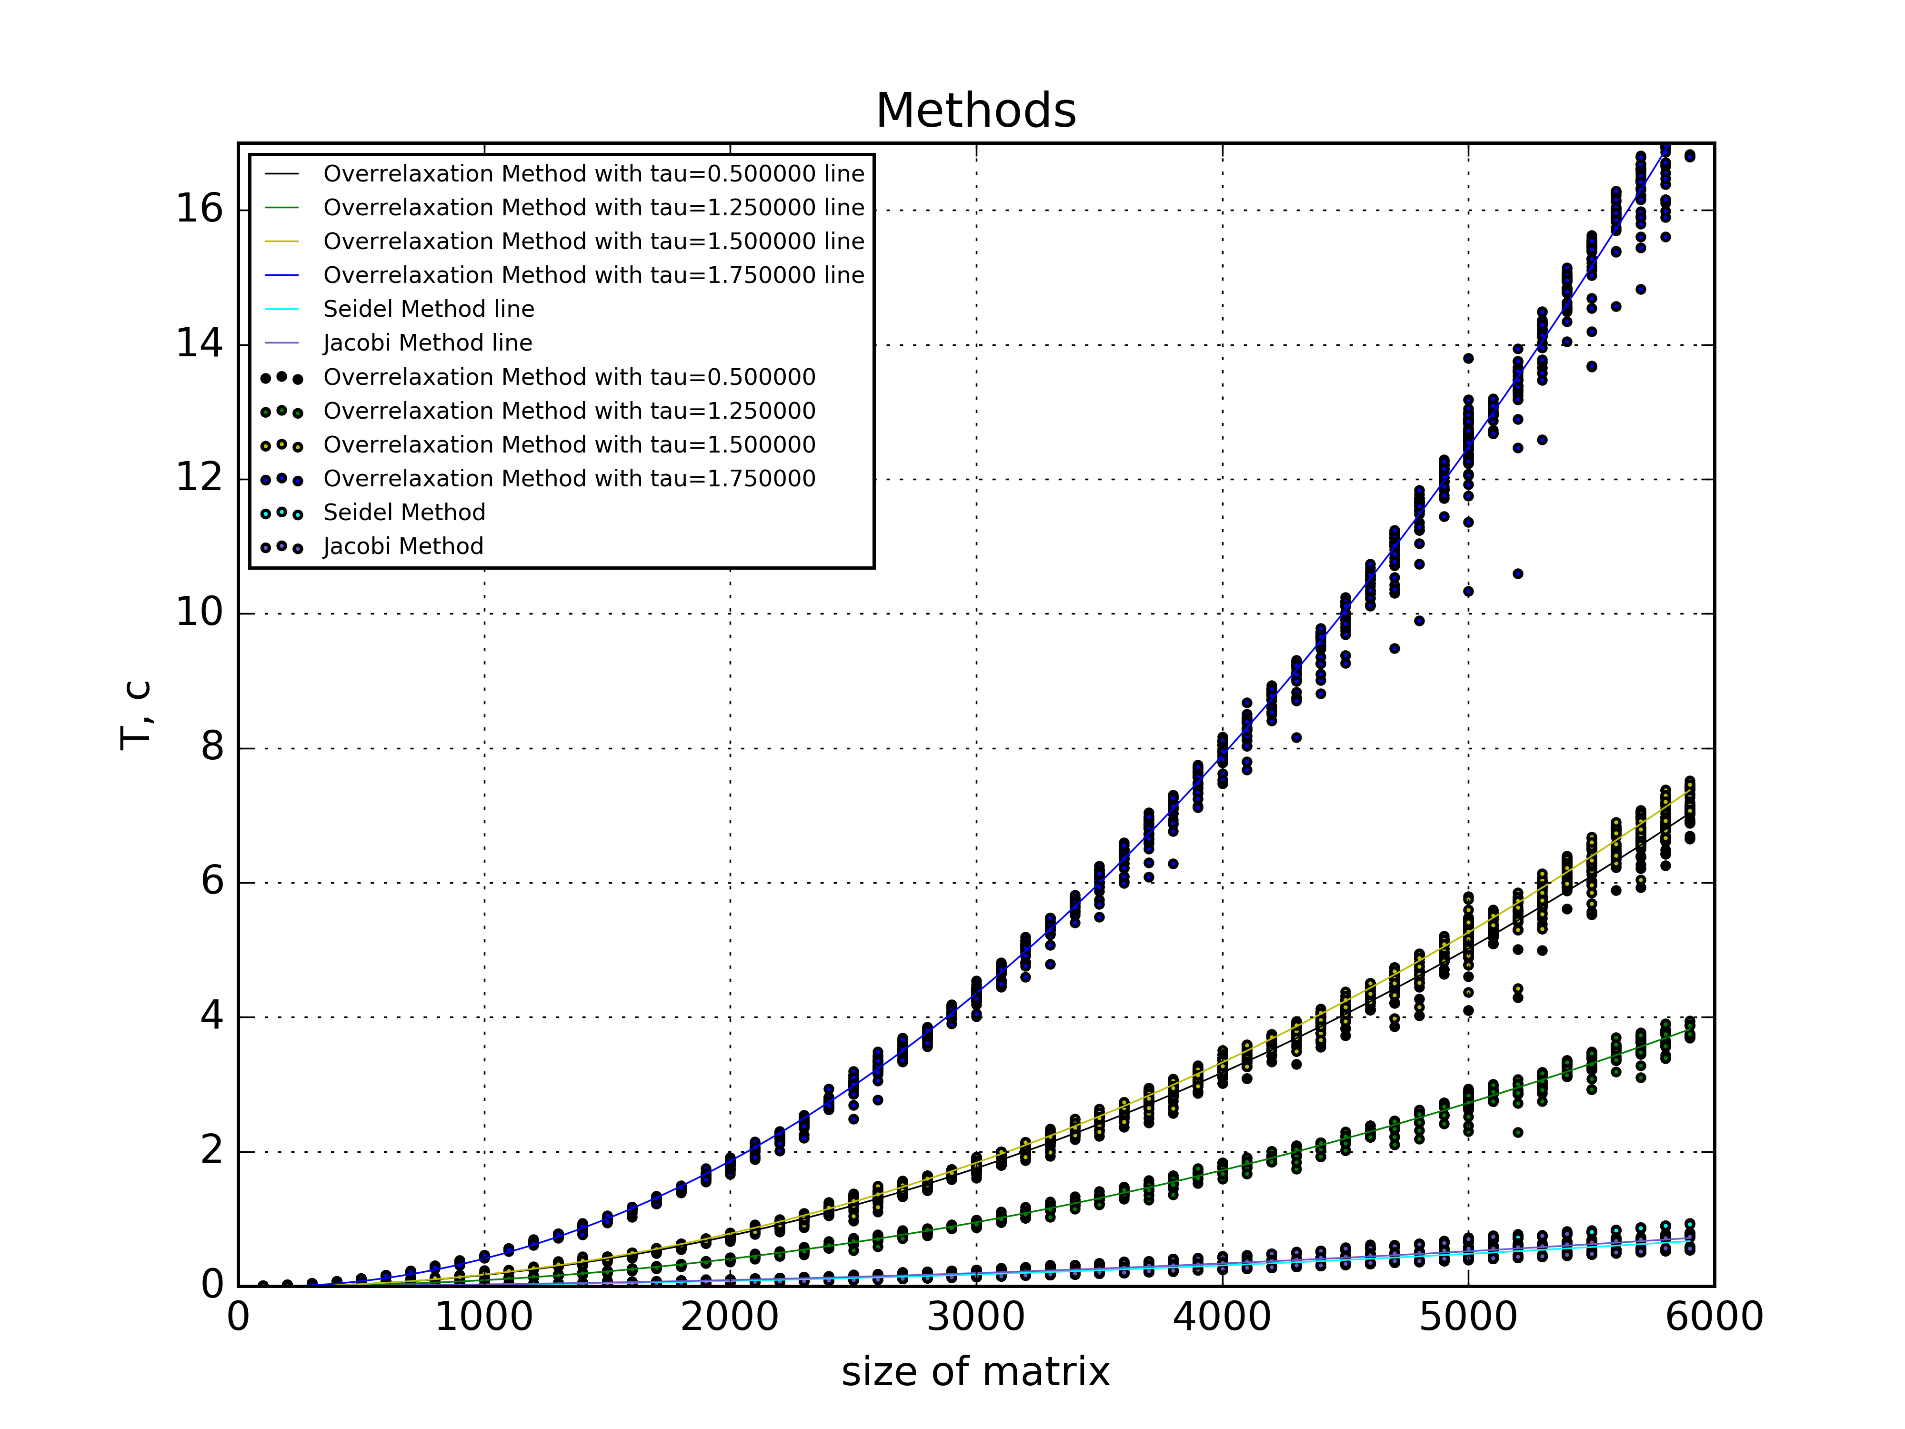 Methods
Overrelaxation Method with tau=0.500000 line
Overrelaxation Method with tau=1.250000 line
Overrelaxation Method with tau=1.500000 line
Overrelaxation Method with tau=1.750000 line
Seidel Method line
Jacobi Method line
Overrelaxation Method with tau=0.500000
Overrelaxation Method with tau=1.250000
Overrelaxation Method with tau=1.500000
Overrelaxation Method with tau=1.750000
Seidel Method
Jacobi Method
16
14
12
10
8
6
4
2
0
T, c
0 1000 2000 3000 4000 5000 6000
size of matrix